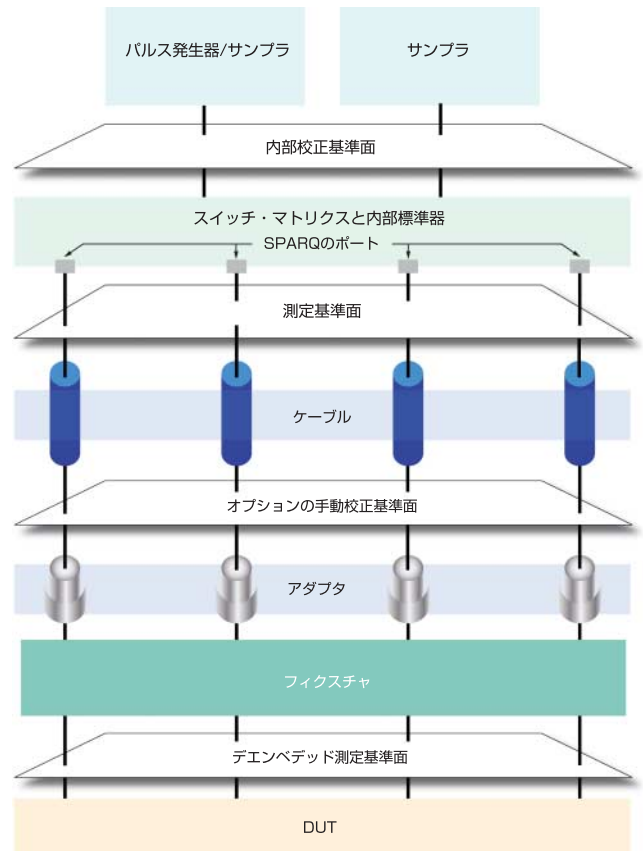 パルス発生器/サンプラ
サンプラ
内部校正基準面
スイッチ・マトリクスと内部標準器
SPARQのポート
測定基準面
ケーブル
オプションの手動校正基準面
アダプタ
フィクスチャ
デエンベデッド測定基準面
DUT